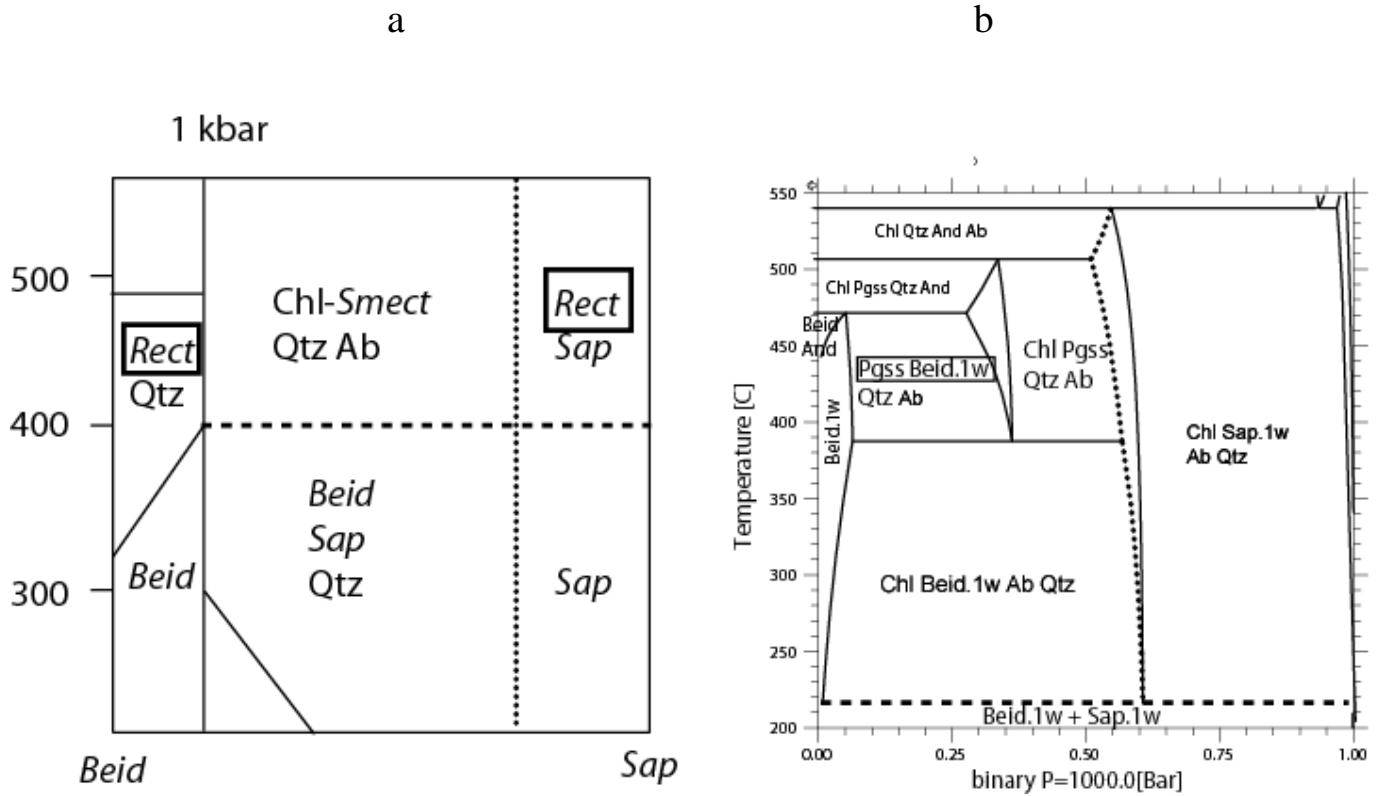 a
b
1 kbar
500
400
300
Rect
Qtz
Beid
Chl-Smect
Qtz Ab
Beid
Sap
Qtz
Rect
Sap
Sap
Beid
Sap
550
500
450
400
350
300
250
200
Temperature [C]
Chl Qtz And Ab
Chl Pgss Qtz And
Beid
And
Pgss Beid.1w
Qtz Ab
Chl Pgss
Qtz Ab
Beid.1w
Chl Sap.1w
Ab Qtz
Chl Beid.1w Ab Qtz
Beid.1w + Sap.1w
0.00
0.25
0.50
0.75
1.00
binary P=1000.0[Bar]